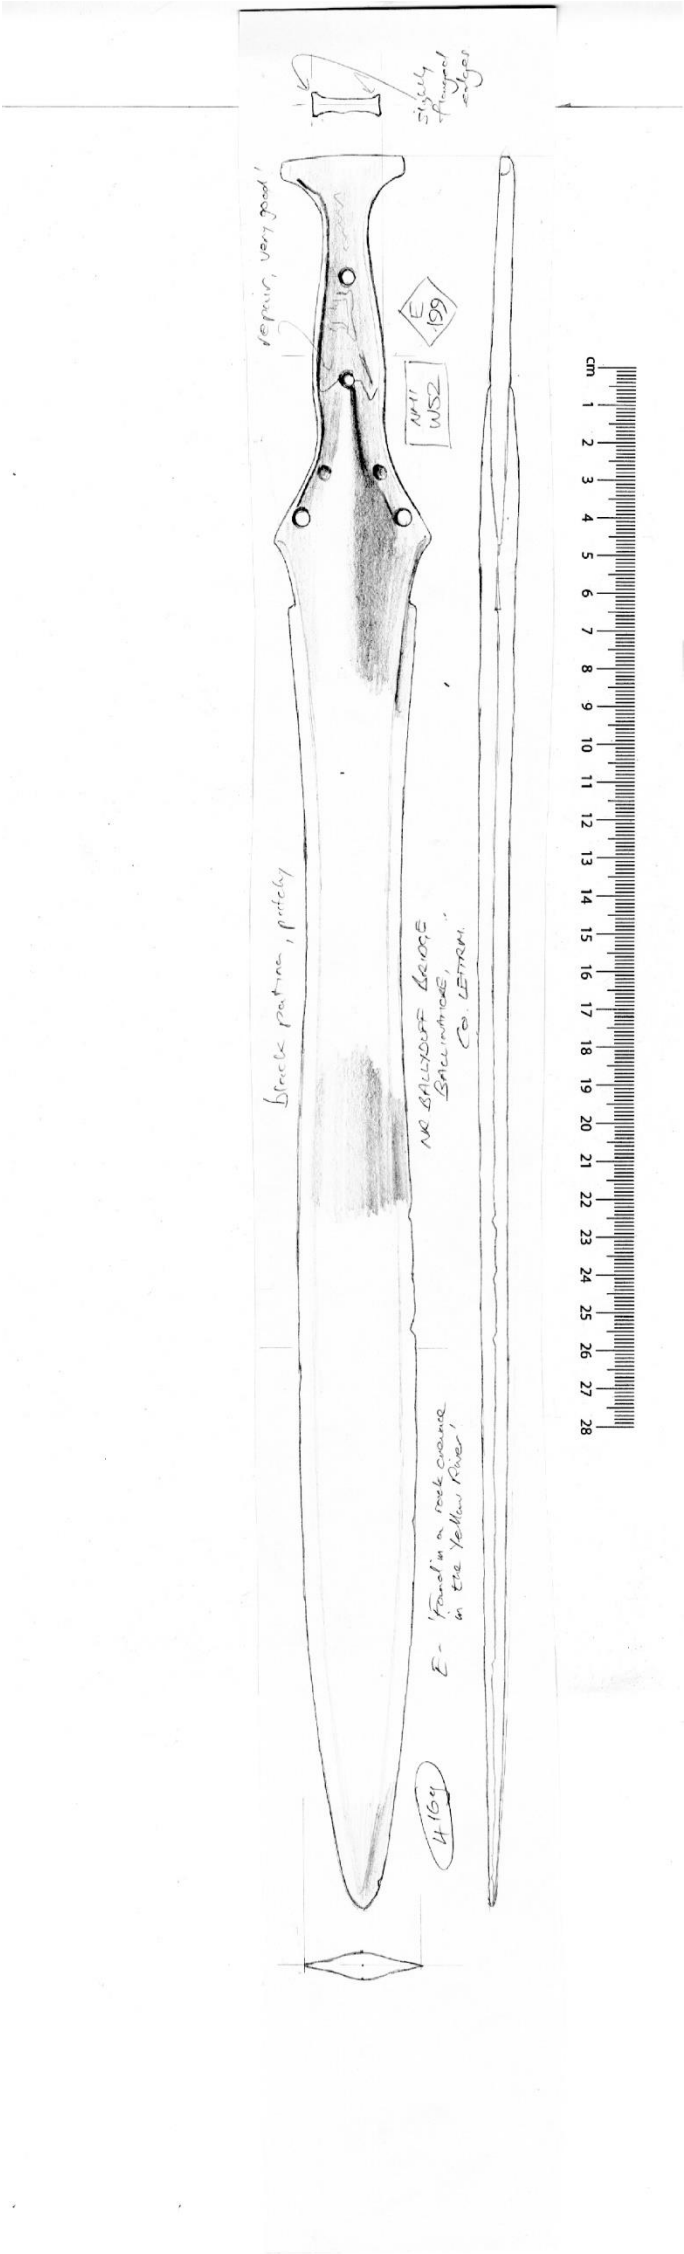 Slightly
flanged
edges
repair, very good!
E
199
NMI
W52
cm
1
2
3
4
5
6
7
8
9
10
11
12
13
14
15
16
17
18
19
20
21
22
23
24
25
26
27
28
black patina, patchy
NR BALLYDUFF BRIDGE
BALLINAMORE,
Co. LEITRIM.
E - 'Found in a rock crevice
in the Yellow River'
416g